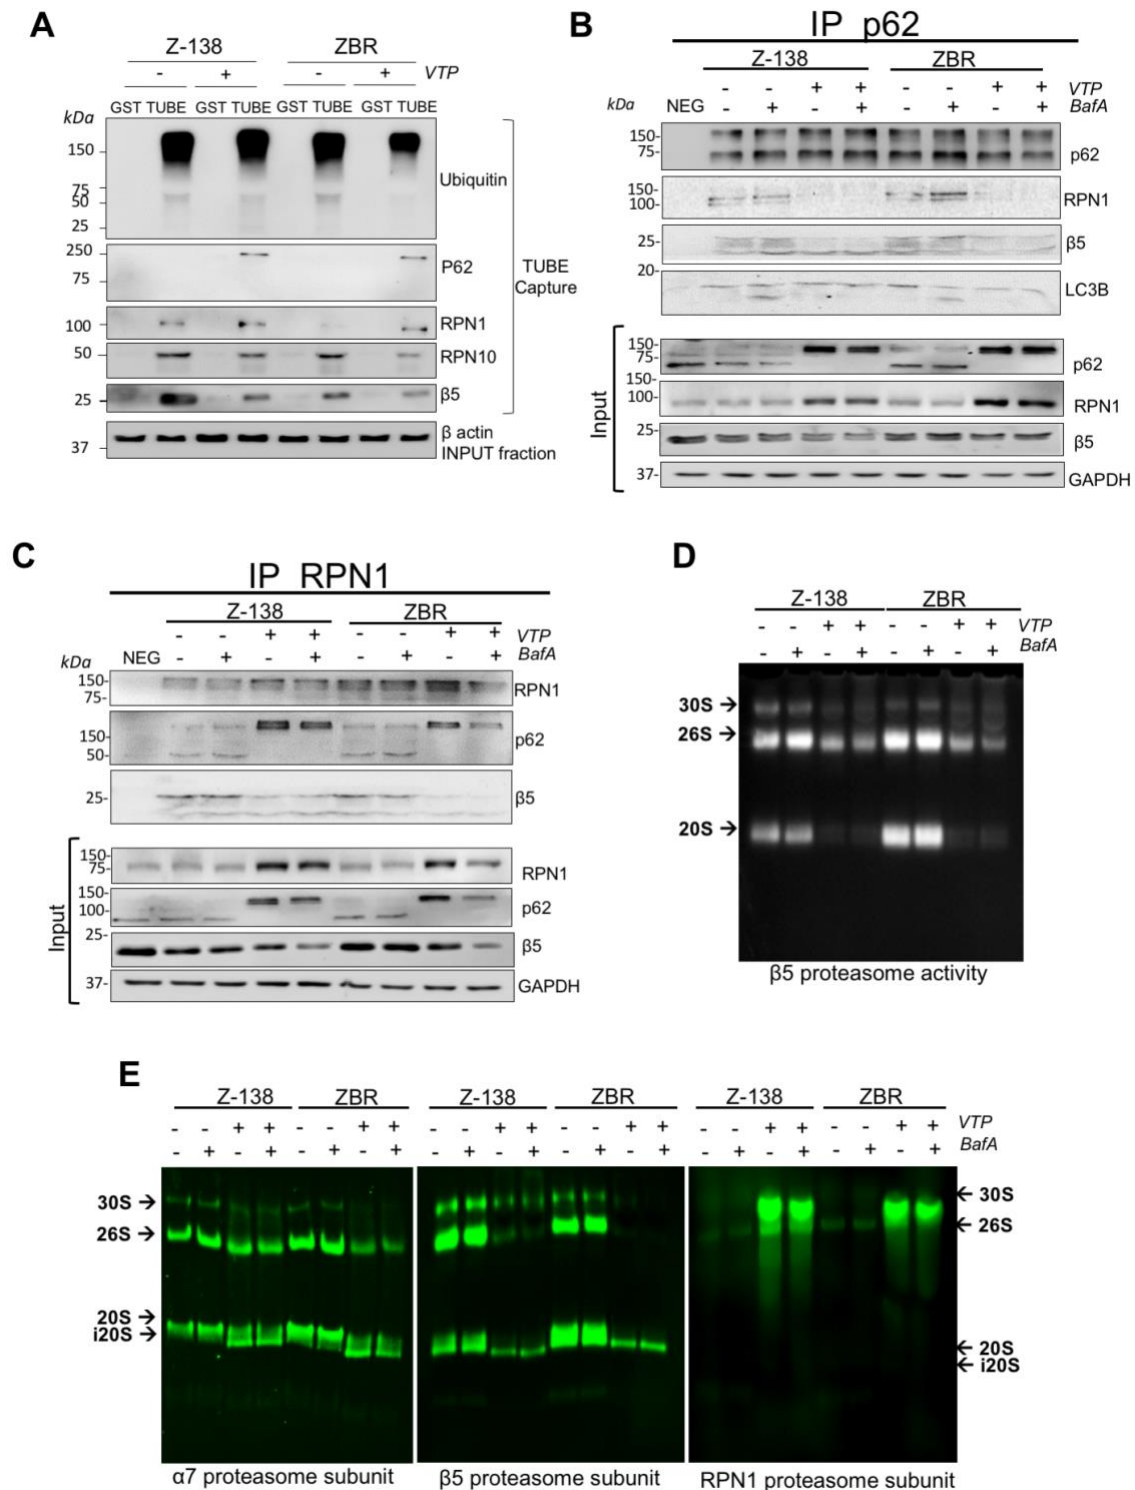 A
Z-138 ZBR
- + - + VTP
GST TUBE GST TUBE GST TUBE GST TUBE
kDa
150
75
50
25
Ubiquitin
250
75
P62
100
RPN1
50
RPN10
25
β5
TUBE
Capture
37
β actin
INPUT fraction
B
IP p62
Z-138 ZBR
- - + + - - + + VTP
kDa NEG - + - + - + - + BafA
150-
75-
p62
150-
100-
RPN1
25-
β5
20-
LC3B
Input
150-
75-
p62
100-
RPN1
25-
β5
37-
GAPDH
C
IP RPN1
Z-138 ZBR
- - + + - - + + VTP
kDa NEG - + - + - + - + BafA
150-
75-
RPN1
150-
50-
p62
25-
β5
Input
150-
75-
RPN1
150-
100-
p62
25-
β5
37-
GAPDH
D
Z-138 ZBR
- - + + - - + + VTP
- + - + - + - + BafA
30S →
26S →
20S →
β5 proteasome activity
E
Z-138 ZBR Z-138 ZBR Z-138 ZBR
- - + + - - + + - - + + - - + + - - + + - - + + VTP
- + - + - + - + - + - + - + - + - + - + - + - + BafA
30S →
26S →
20S →
i20S →
← 30S
← 26S
← 20S
← i20S
α7 proteasome subunit
β5 proteasome subunit
RPN1 proteasome subunit